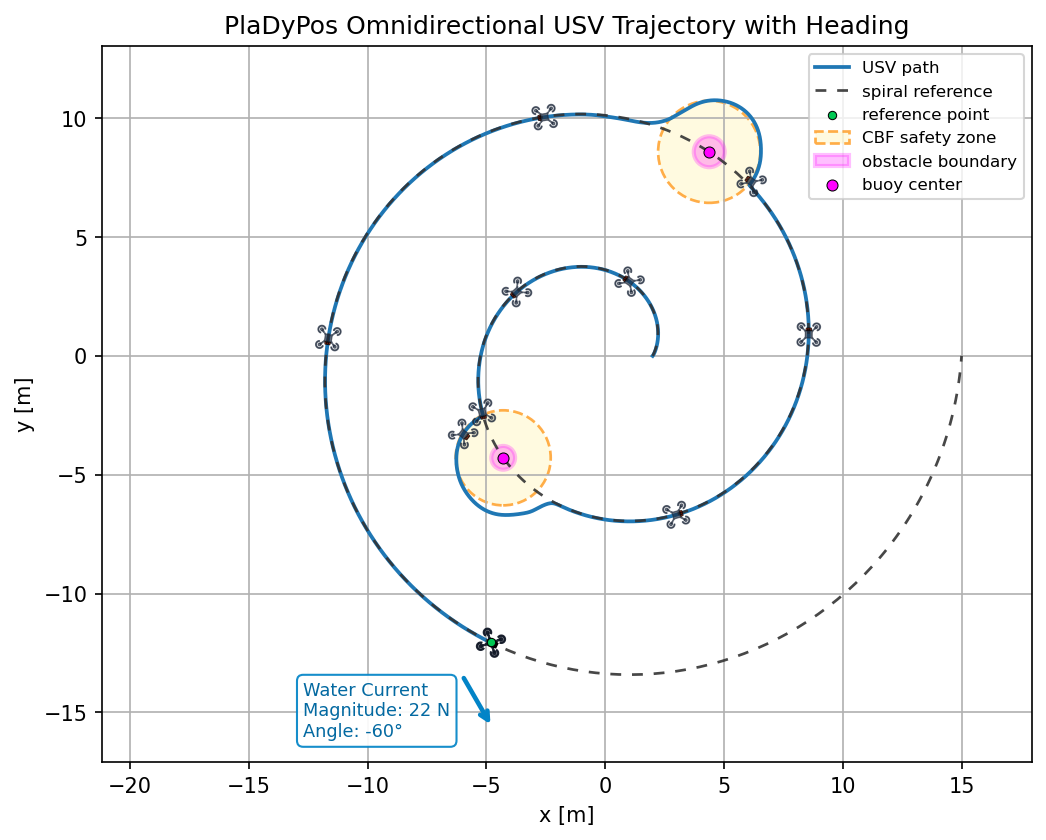 PlaDyPos Omnidirectional USV Trajectory with Heading
USV path
spiral reference
reference point
CBF safety zone
obstacle boundary
buoy center
10
5
0
−5
−10
−15
y [m]
Water Current
Magnitude: 22 N
Angle: -60°
−20 −15 −10 −5 0 5 10 15
x [m]